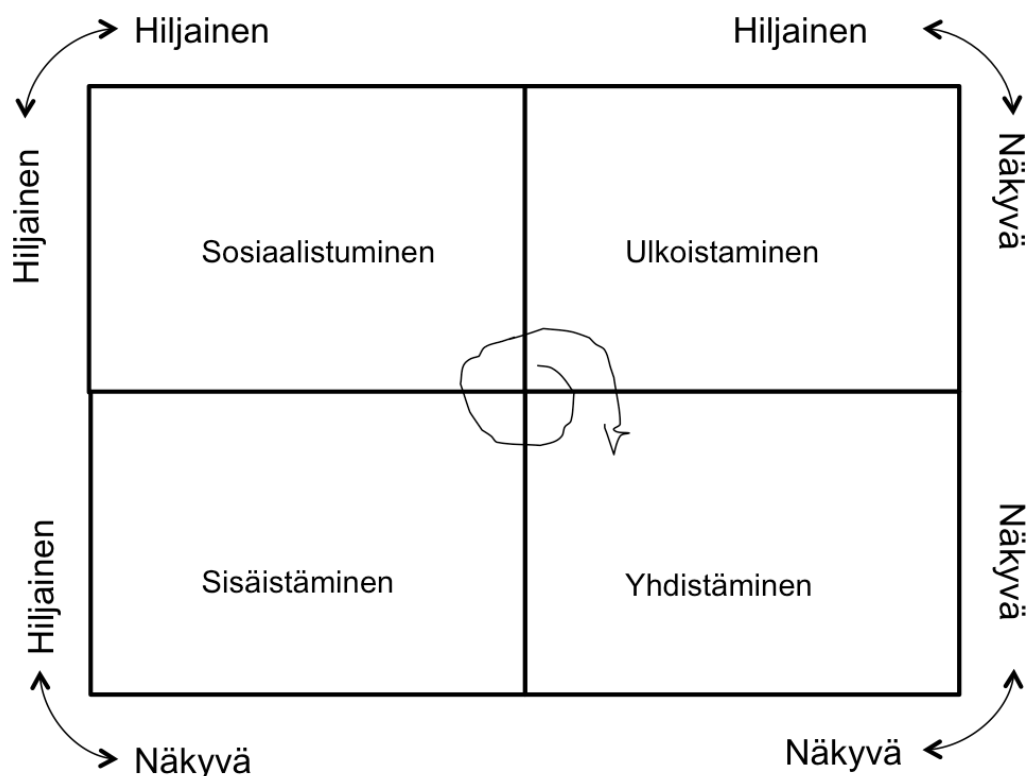 Hiljainen
Hiljainen
Hiljainen
Näkyvä
Sosiaalistuminen
Ulkoistaminen
Hiljainen
Näkyvä
Sisäistäminen
Yhdistäminen
Näkyvä
Näkyvä